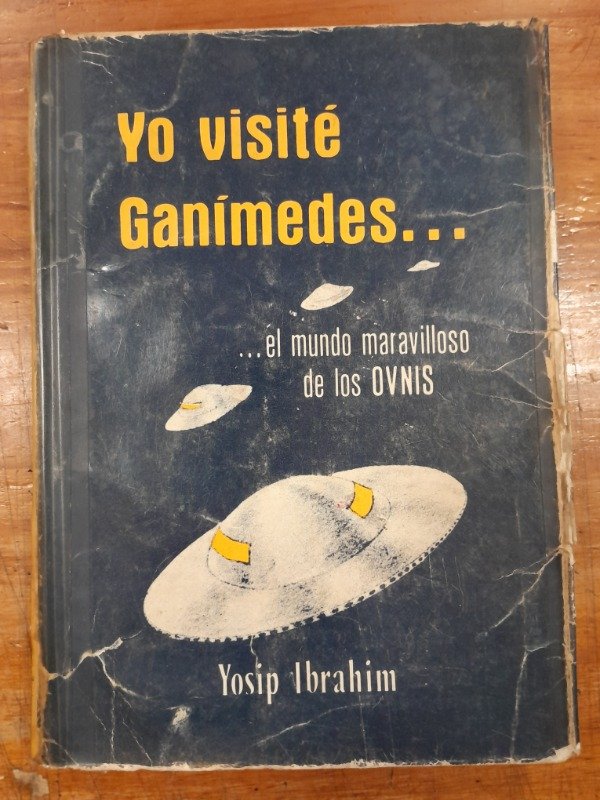 Yo visité
Ganímedes...
...el mundo maravilloso
de los OVNIS
Yosip Ibrahim